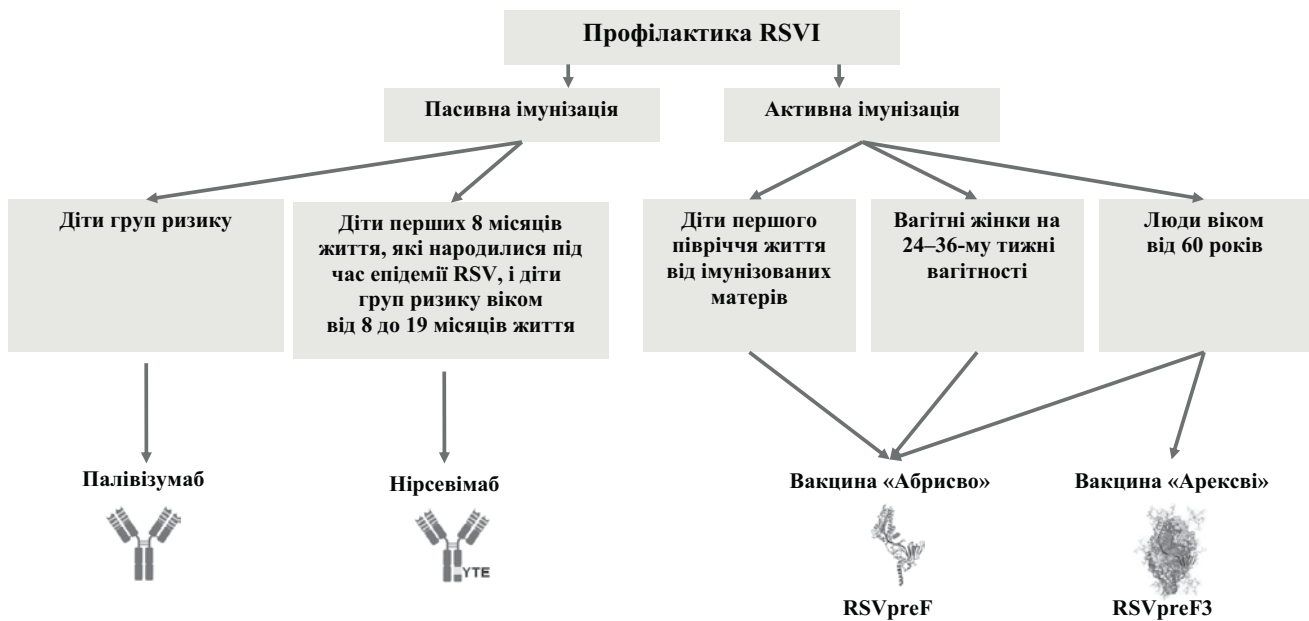 Профілактика RSVI
Пасивна імунізація
Активна імунізація
Діти груп ризику
Діти перших 8 місяців
життя, які народилися під
час епідемії RSV, і діти
груп ризику віком
від 8 до 19 місяців життя
Діти першого
півріччя життя
від імунізованих
матерів
Вагітні жінки на
24–36-му тижні
вагітності
Люди віком
від 60 років
Палівізумаб
Нірсевімаб
Вакцина «Абрисво»
Вакцина «Арексві»
YTE
RSVpreF
RSVpreF3